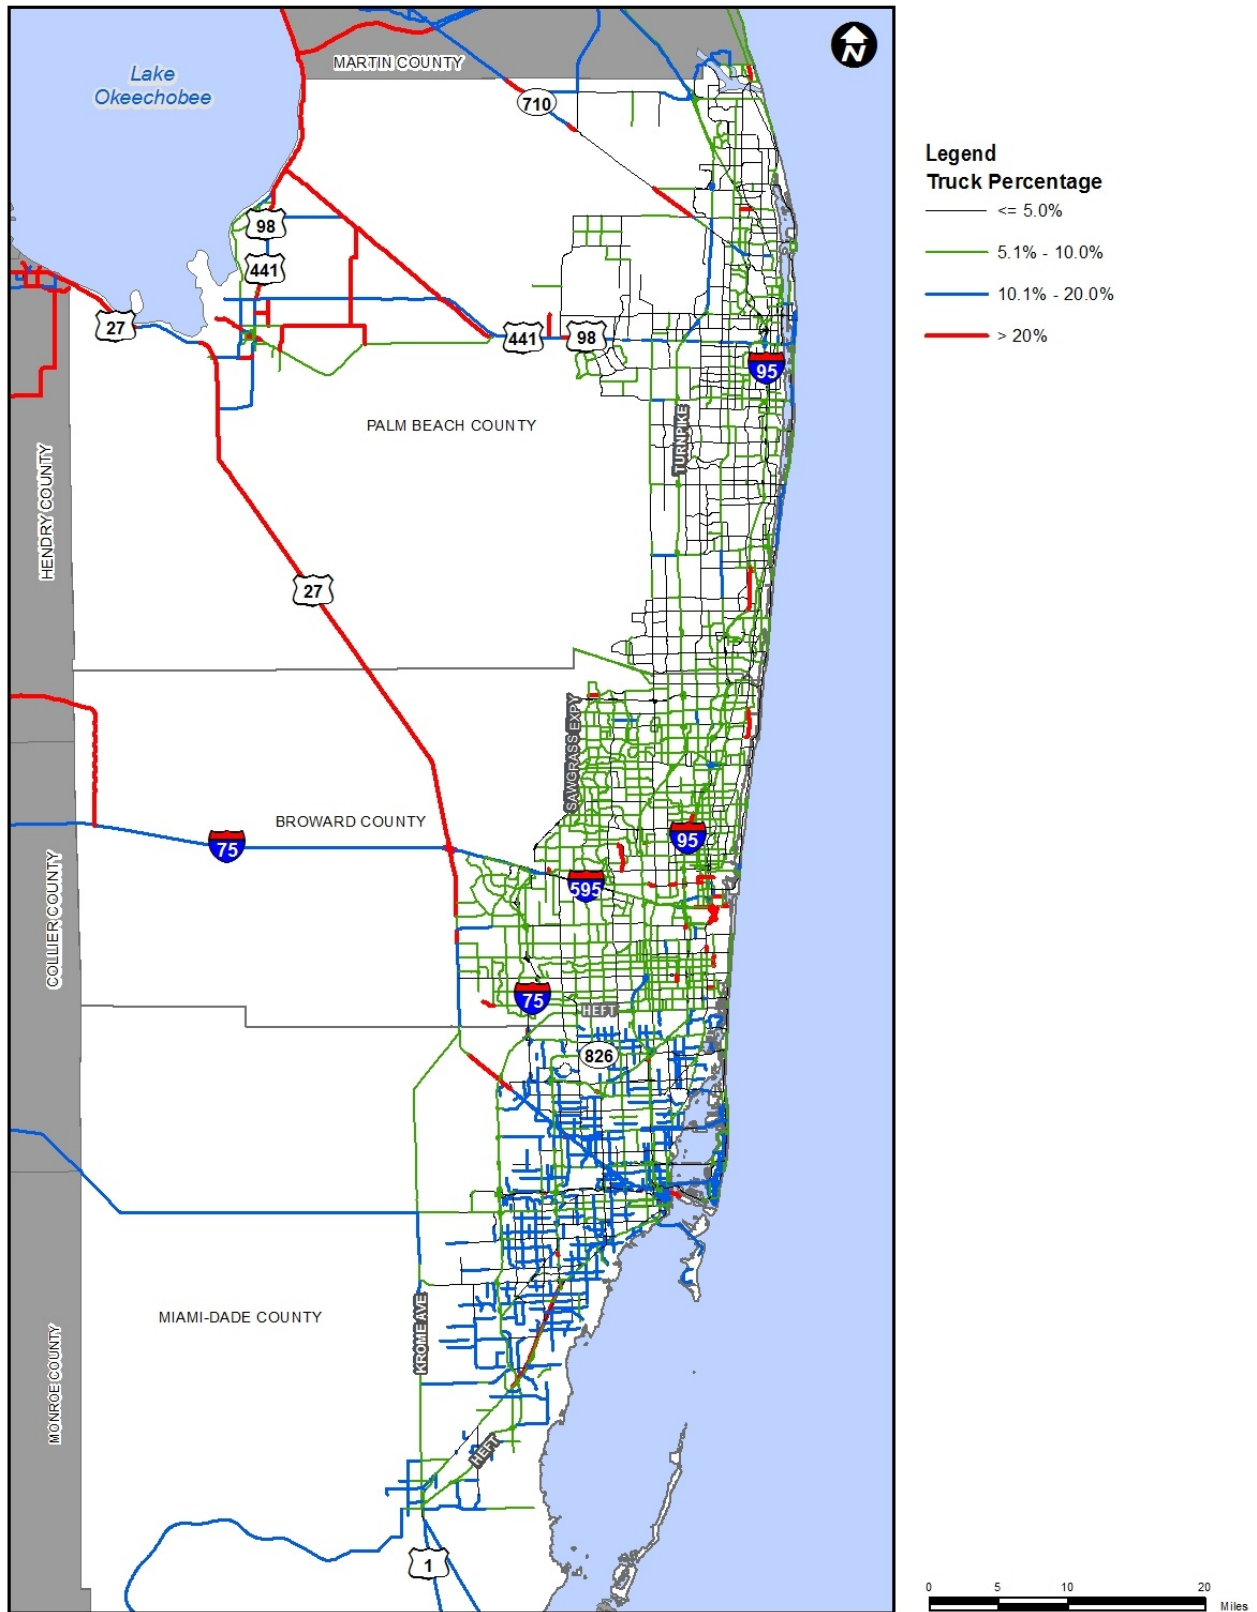 N
Lake
Okeechobee
MARTIN COUNTY
710
98
441
27
441
98
95
TURNPIKE
PALM BEACH COUNTY
HENDRY COUNTY
27
SAWGRASS EXPY
BROWARD COUNTY
75
95
595
COLLIER COUNTY
75
HEFT
826
MIAMI-DADE COUNTY
KROME AVE
MONROE COUNTY
HEFT
1
Legend
Truck Percentage
<= 5.0%
5.1% - 10.0%
10.1% - 20.0%
> 20%
0 5 10 20
Miles